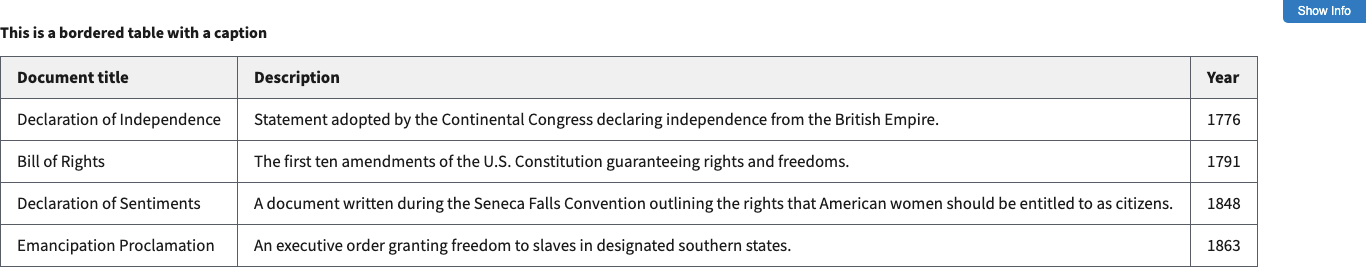 Show Info
This is a bordered table with a caption
Document title Description Year
Declaration of Independence Statement adopted by the Continental Congress declaring independence from the British Empire. 1776
Bill of Rights The first ten amendments of the U.S. Constitution guaranteeing rights and freedoms. 1791
Declaration of Sentiments A document written during the Seneca Falls Convention outlining the rights that American women should be entitled to as citizens. 1848
Emancipation Proclamation An executive order granting freedom to slaves in designated southern states. 1863